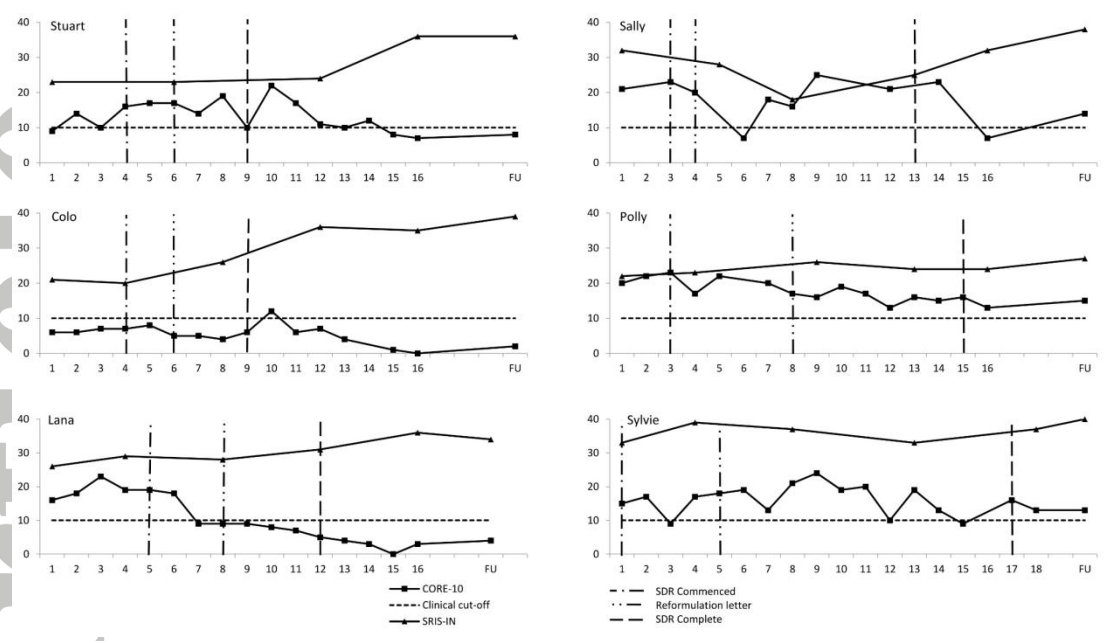 Stuart
40
30
20
10
0
1 2 3 4 5 6 7 8 9 10 11 12 13 14 15 16 FU
Sally
40
30
20
10
0
1 2 3 4 5 6 7 8 9 10 11 12 13 14 15 16 FU
Colo
40
30
20
10
0
1 2 3 4 5 6 7 8 9 10 11 12 13 14 15 16 FU
Polly
40
30
20
10
0
1 2 3 4 5 6 7 8 9 10 11 12 13 14 15 16 FU
Lana
40
30
20
10
0
1 2 3 4 5 6 7 8 9 10 11 12 13 14 15 16 FU
Sylvie
40
30
20
10
0
1 2 3 4 5 6 7 8 9 10 11 12 13 14 15 16 17 18 FU
CORE-10
Clinical cut-off
SRIS-IN
SDR Commenced
Reformulation letter
SDR Complete